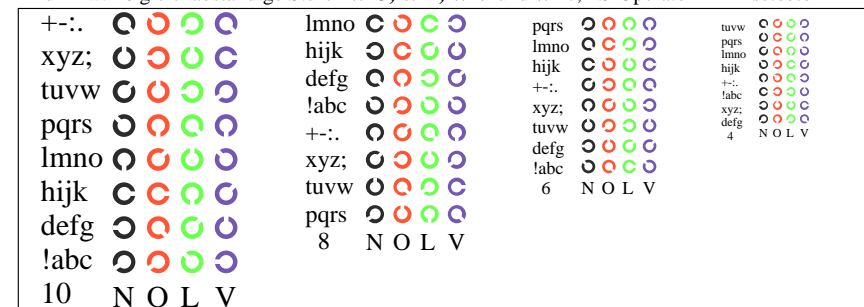 +-:.
xyz;
tuvw
pqrs
lmno
hijk
defg
!abc
10 N O L V
lmno
hijk
defg
!abc
+-:.
xyz;
tuvw
pqrs
8 N O L V
pqrs
lmno
hijk
+-:.
xyz;
tuvw
defg
!abc
6 N O L V
tuvw
pqrs
lmno
hijk
+-:.
!abc
xyz;
defg
4 N O L V